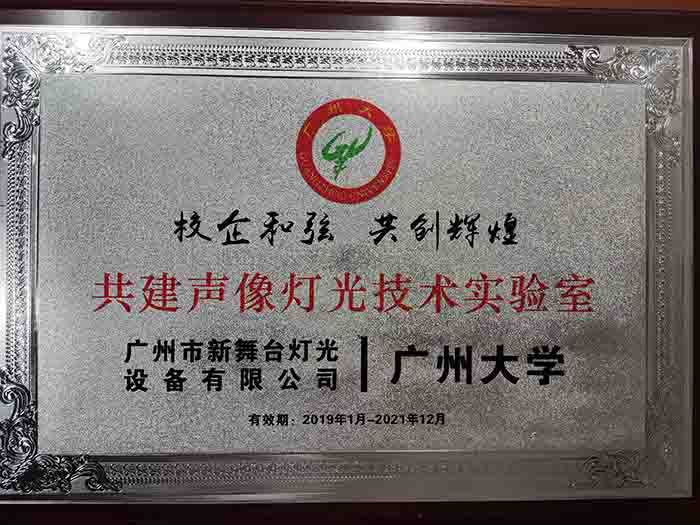 广州大学
GUANGZHOU UNIVERSITY
校企和弦 共创辉煌
共建声像灯光技术实验室
广州市新舞台灯光
设备有限公司
广州大学
有效期：2019年1月-2021年12月